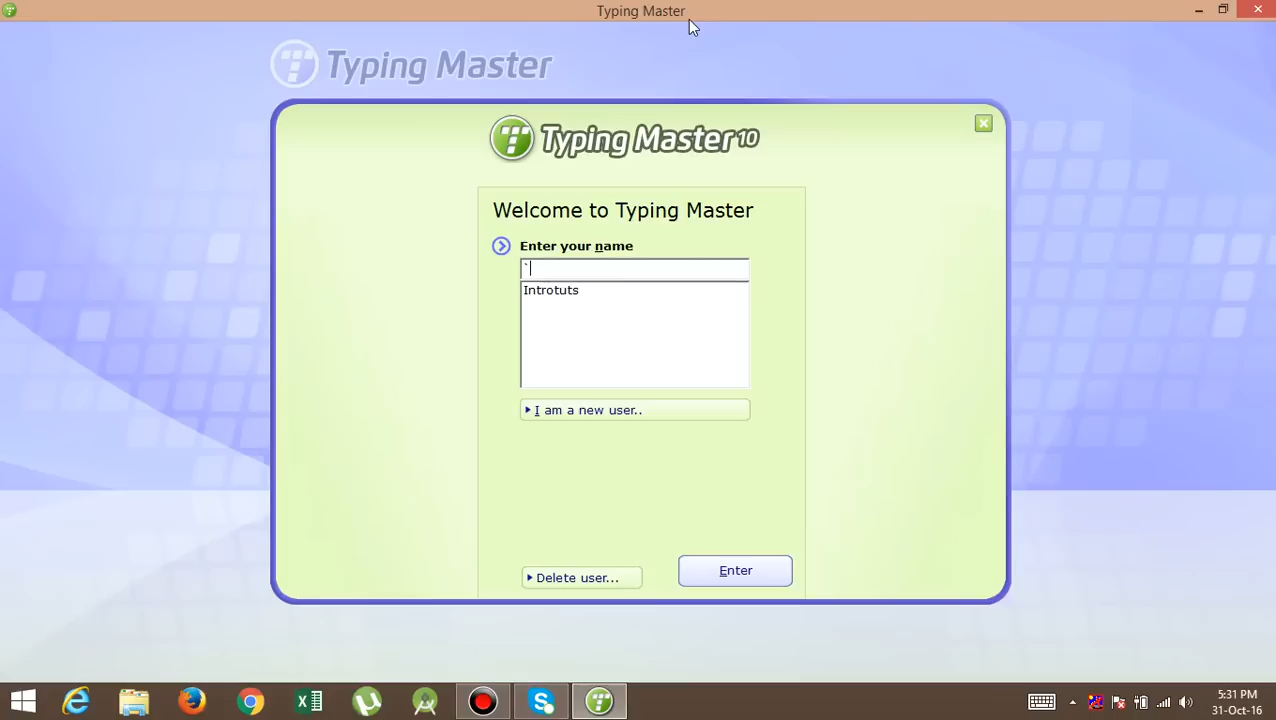 Typing Master
Typing Master
Typing Master 10
Welcome to Typing Master
Enter your name
`
Introtuts
I am a new user..
Delete user...
Enter
5:31 PM
31-Oct-16